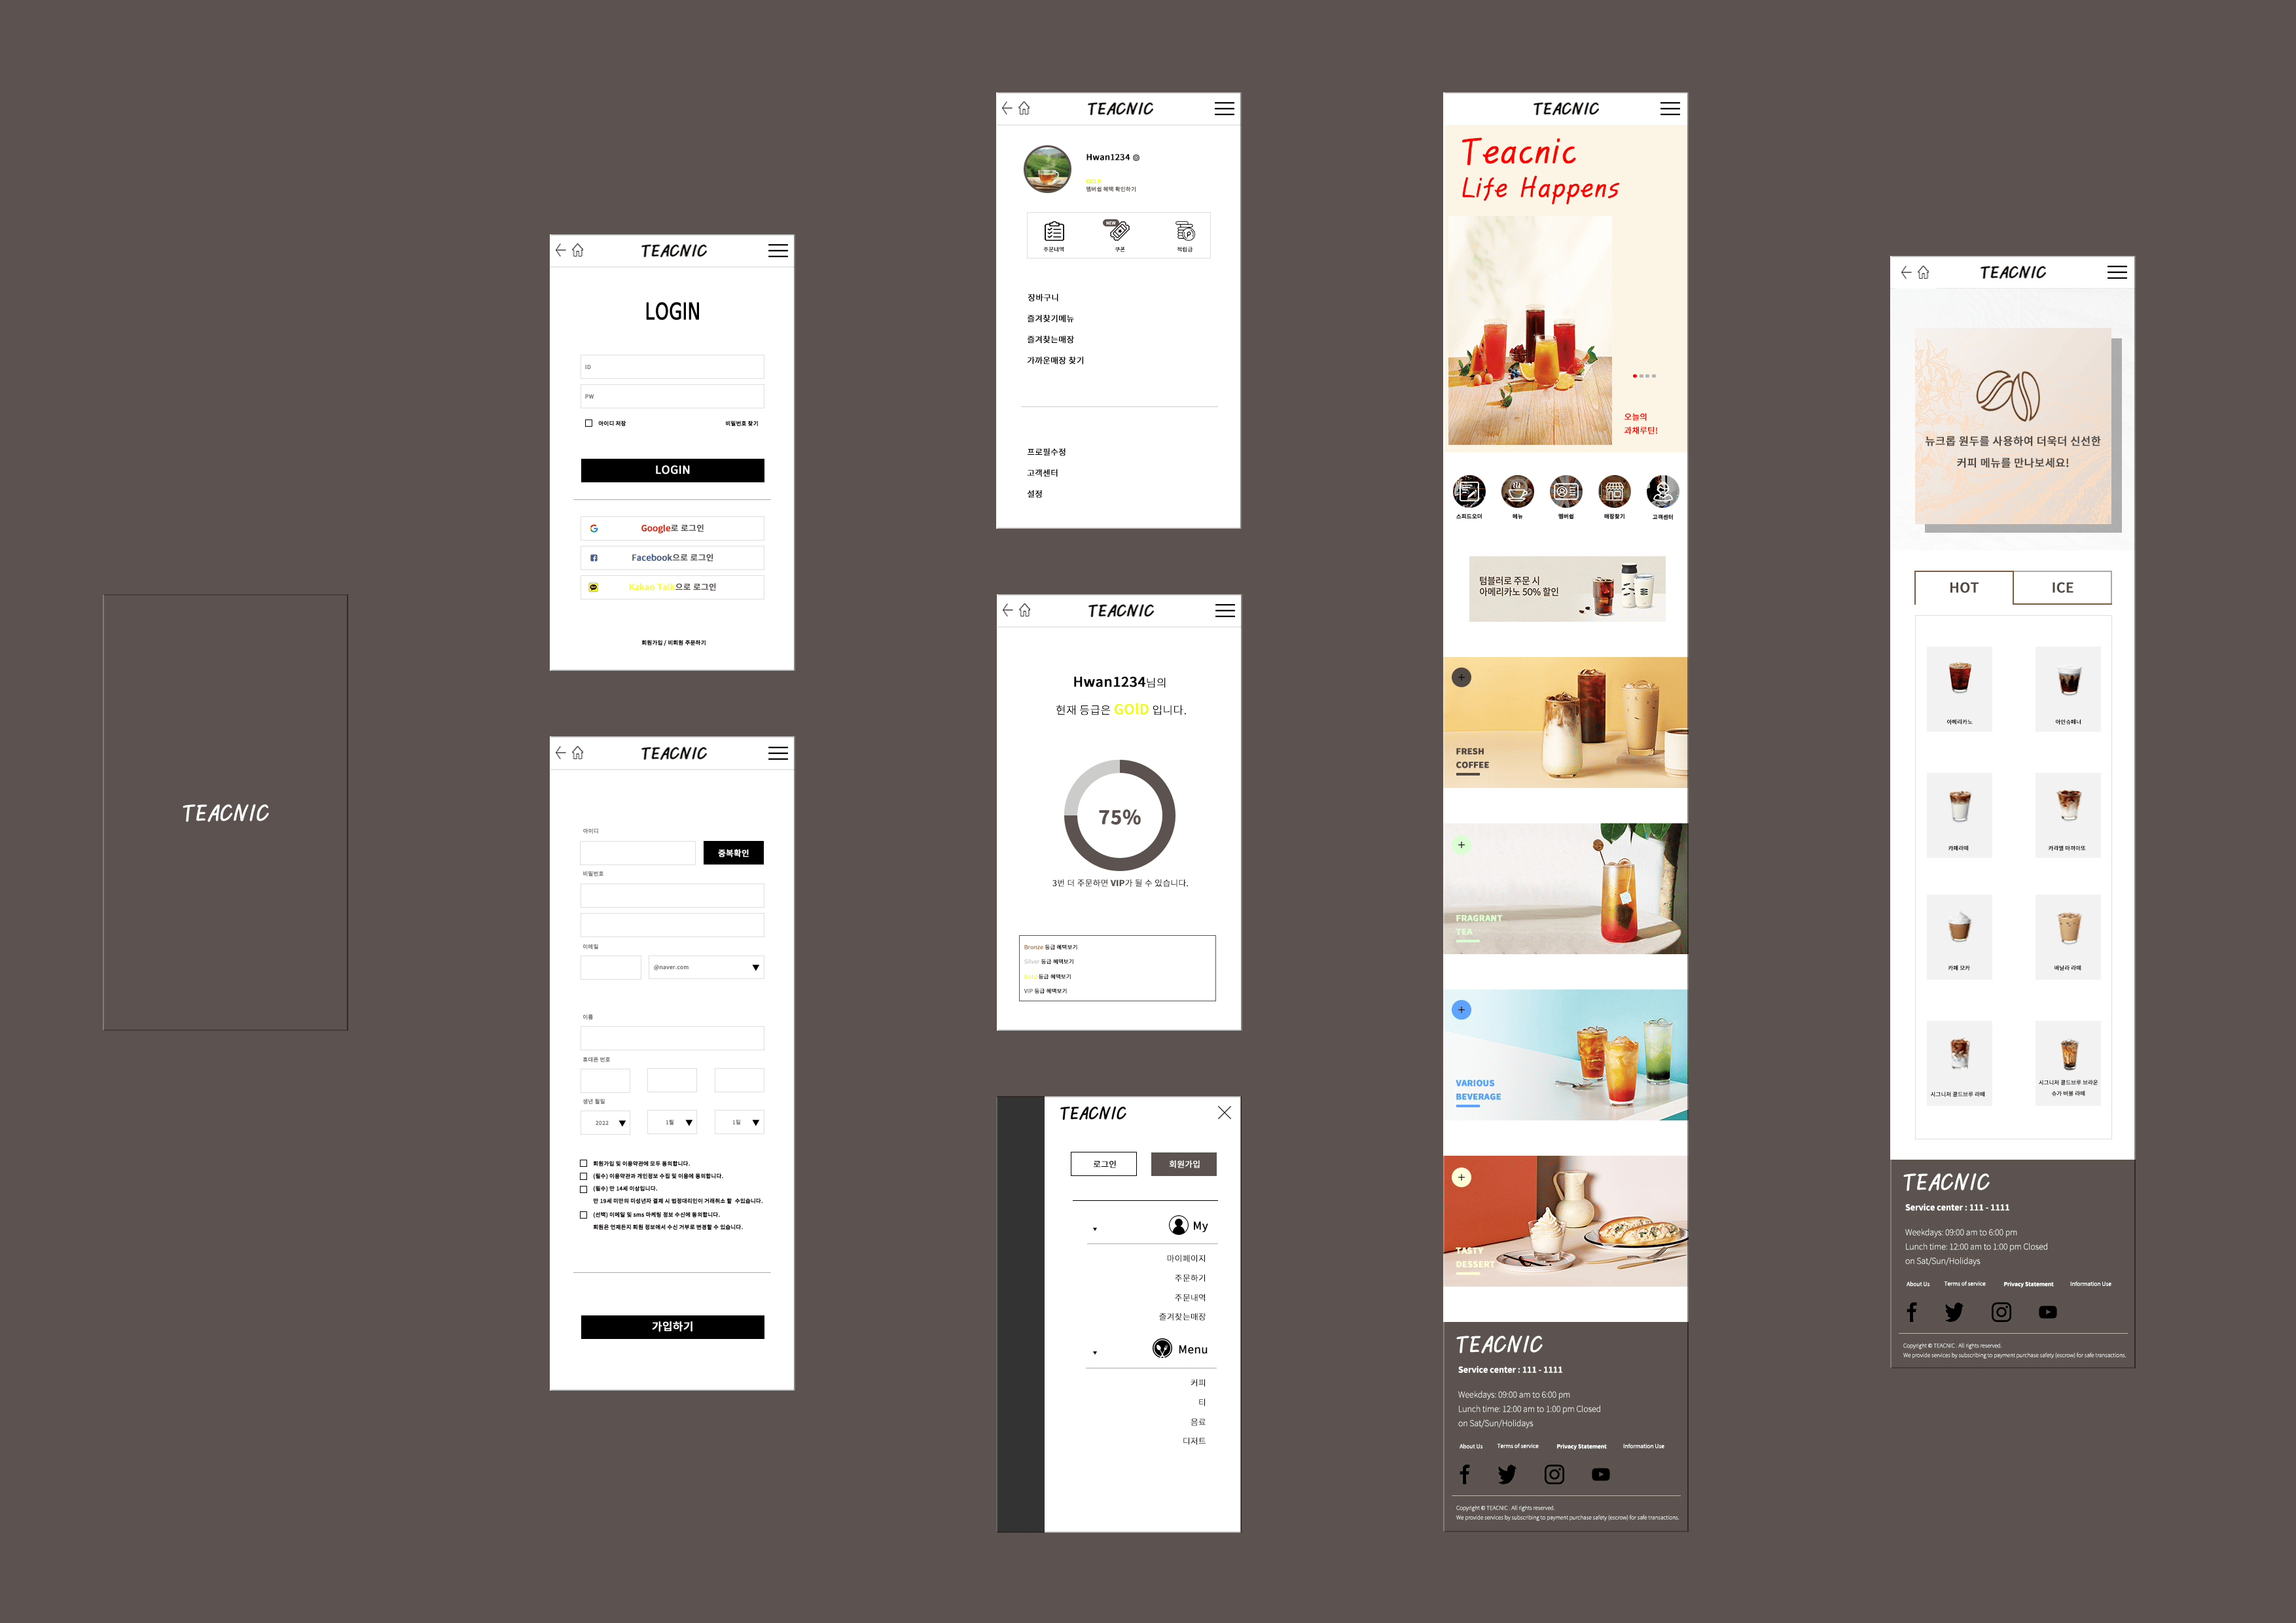 TEACNIC
TEACNIC
LOGIN
ID
PW
아이디 저장
비밀번호 찾기
LOGIN
Google로 로그인
Facebook으로 로그인
Kakao Talk으로 로그인
회원가입 / 비회원 주문하기
TEACNIC
아이디
중복확인
비밀번호
이메일
@naver.com
이름
휴대폰 번호
생년 월일
2022
1월
1일
회원가입 및 이용약관에 모두 동의합니다.
(필수) 이용약관과 개인정보 수집 및 이용에 동의합니다.
(필수) 만 14세 이상입니다.
만 19세 미만의 미성년자 결제 시 법정대리인이 거래취소 할 수있습니다.
(선택) 이메일 및 sms 마케팅 정보 수신에 동의합니다.
회원은 언제든지 회원 정보에서 수신 거부로 변경할 수 있습니다.
가입하기
TEACNIC
Hwan1234
멤버쉽 혜택 확인하기
주문내역
NEW
쿠폰
적립금
장바구니
즐겨찾기메뉴
즐겨찾는매장
가까운매장 찾기
프로필수정
고객센터
설정
TEACNIC
Hwan1234님의
현재 등급은 GOlD 입니다.
75%
3번 더 주문하면 VIP가 될 수 있습니다.
Bronze 등급 혜택보기
Silver 등급 혜택보기
Gold 등급 혜택보기
VIP 등급 혜택보기
TEACNIC
로그인
회원가입
My
마이페이지
주문하기
주문내역
즐겨찾는매장
Menu
커피
티
음료
디저트
TEACNIC
Teacnic
Life Happens
오늘의
과채루틴!
스피드오더
메뉴
멤버쉽
매장찾기
고객센터
텀블러로 주문 시
아메리카노 50% 할인
FRESH
COFFEE
FRAGRANT
TEA
VARIOUS
BEVERAGE
TASTY
DESSERT
TEACNIC
Service center : 111 - 1111
Weekdays: 09:00 am to 6:00 pm
Lunch time: 12:00 am to 1:00 pm Closed
on Sat/Sun/Holidays
About Us
Terms of service
Privacy Statement
Information Use
Copyright © TEACNIC . All rights reserved.
We provide services by subscribing to payment purchase safety (escrow) for safe transactions.
TEACNIC
뉴크롭 원두를 사용하여 더욱더 신선한
커피 메뉴를 만나보세요!
HOT
ICE
아메리카노
아인슈페너
카페라떼
카라멜 마끼아또
카페 모카
바닐라 라떼
시그니처 콜드브루 라떼
시그니처 콜드브루 브라운
슈가 버블 라떼
TEACNIC
Service center : 111 - 1111
Weekdays: 09:00 am to 6:00 pm
Lunch time: 12:00 am to 1:00 pm Closed
on Sat/Sun/Holidays
About Us
Terms of service
Privacy Statement
Information Use
Copyright © TEACNIC . All rights reserved.
We provide services by subscribing to payment purchase safety (escrow) for safe transactions.